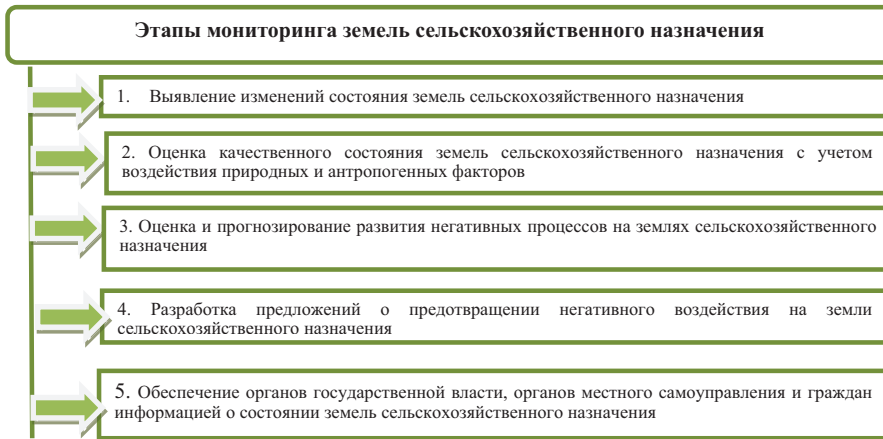 Этапы мониторинга земель сельскохозяйственного назначения
1. Выявление изменений состояния земель сельскохозяйственного назначения
2. Оценка качественного состояния земель сельскохозяйственного назначения с учетом
воздействия природных и антропогенных факторов
3. Оценка и прогнозирование развития негативных процессов на землях сельскохозяйственного
назначения
4. Разработка предложений о предотвращении негативного воздействия на земли
сельскохозяйственного назначения
5. Обеспечение органов государственной власти, органов местного самоуправления и граждан
информацией о состоянии земель сельскохозяйственного назначения